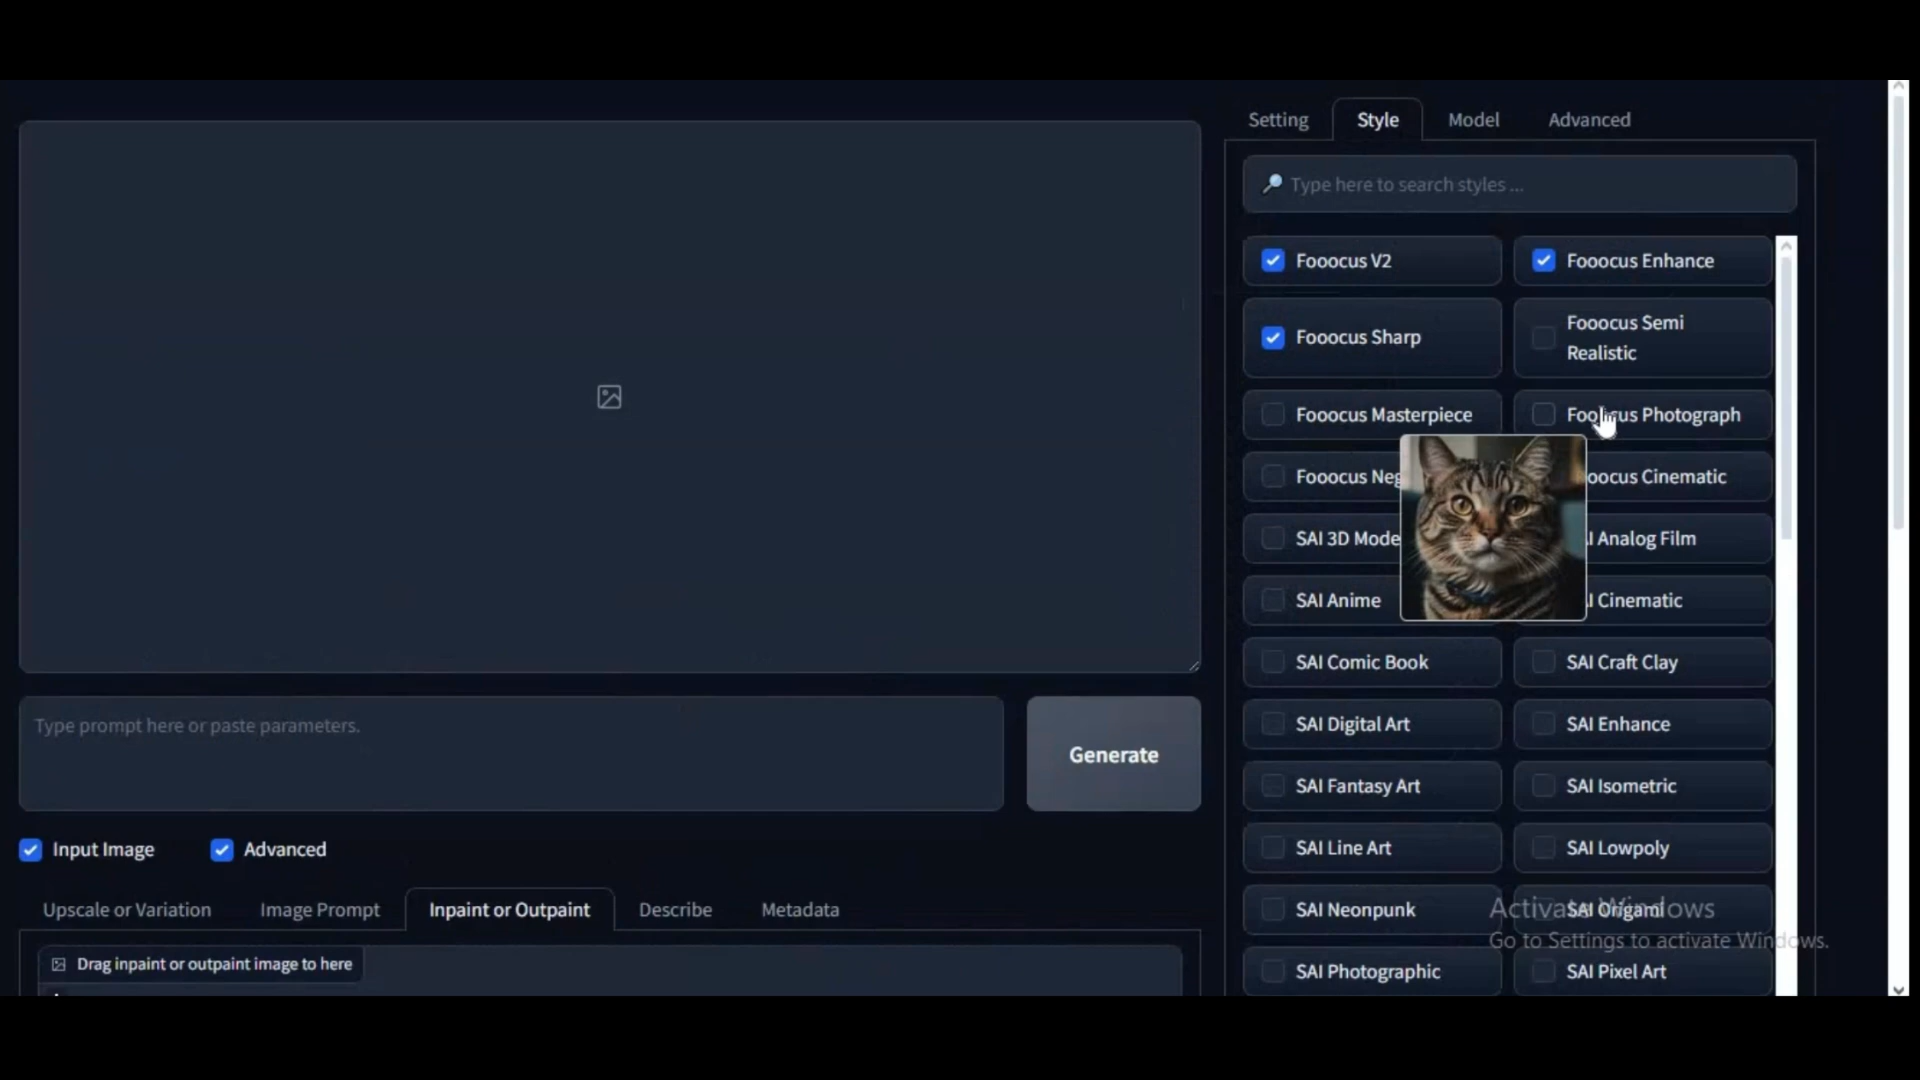 Setting
Style
Model
Advanced
Type here to search styles ...
Fooocus V2
Fooocus Enhance
Fooocus Sharp
Fooocus Semi
Realistic
Fooocus Masterpiece
Photograph
Fooocus Neg
Cinematic
SAI 3D Mode
Analog Film
SAI Anime
Cinematic
SAI Comic Book
SAI Craft Clay
SAI Digital Art
SAI Enhance
SAI Fantasy Art
SAI Isometric
SAI Line Art
SAI Lowpoly
SAI Neonpunk
SAI Origami
SAI Photographic
SAI Pixel Art
Type prompt here or paste parameters.
Generate
Input Image
Advanced
Upscale or Variation
Image Prompt
Inpaint or Outpaint
Describe
Metadata
Drag inpaint or outpaint image to here
Activate Windows
Go to Settings to activate Windows.